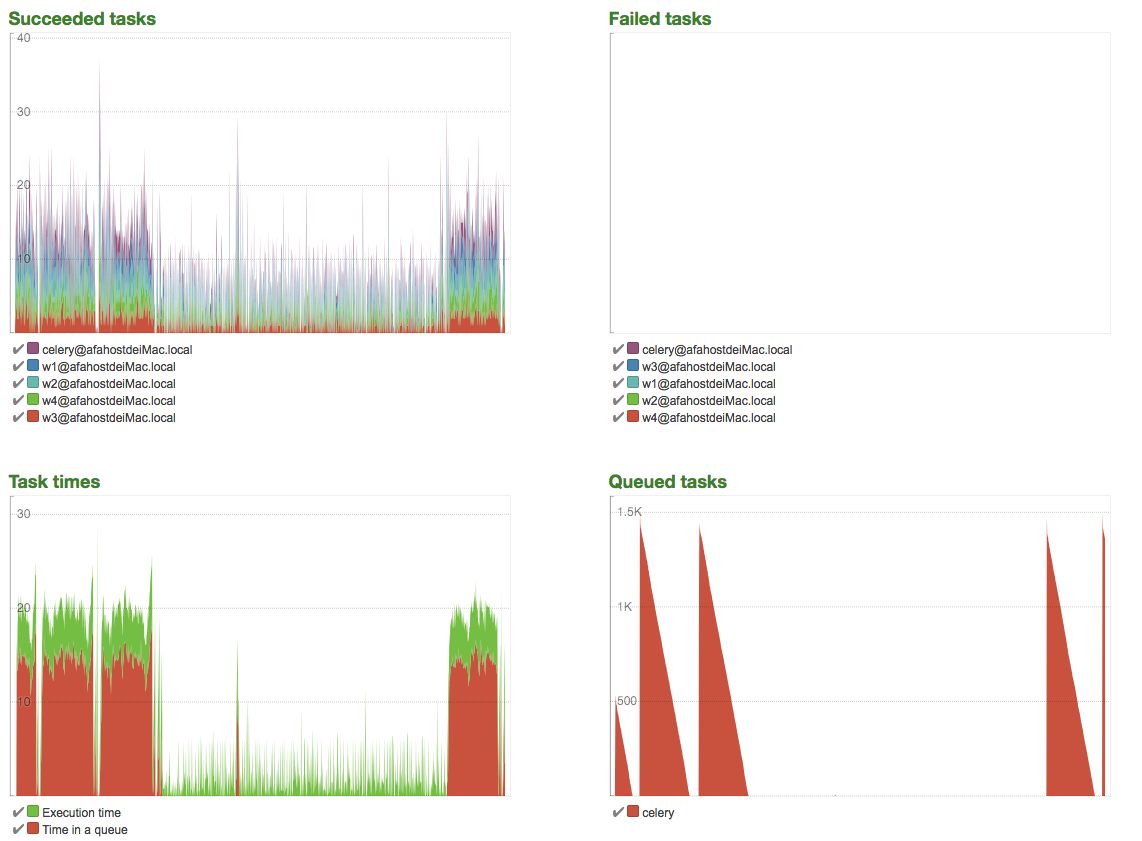 Succeeded tasks
40
30
20
10
✔ celery@afahostdeiMac.local
✔ w1@afahostdeiMac.local
✔ w2@afahostdeiMac.local
✔ w4@afahostdeiMac.local
✔ w3@afahostdeiMac.local
Failed tasks
✔ celery@afahostdeiMac.local
✔ w3@afahostdeiMac.local
✔ w1@afahostdeiMac.local
✔ w2@afahostdeiMac.local
✔ w4@afahostdeiMac.local
Task times
30
20
10
✔ Execution time
✔ Time in a queue
Queued tasks
1.5K
1K
500
✔ celery